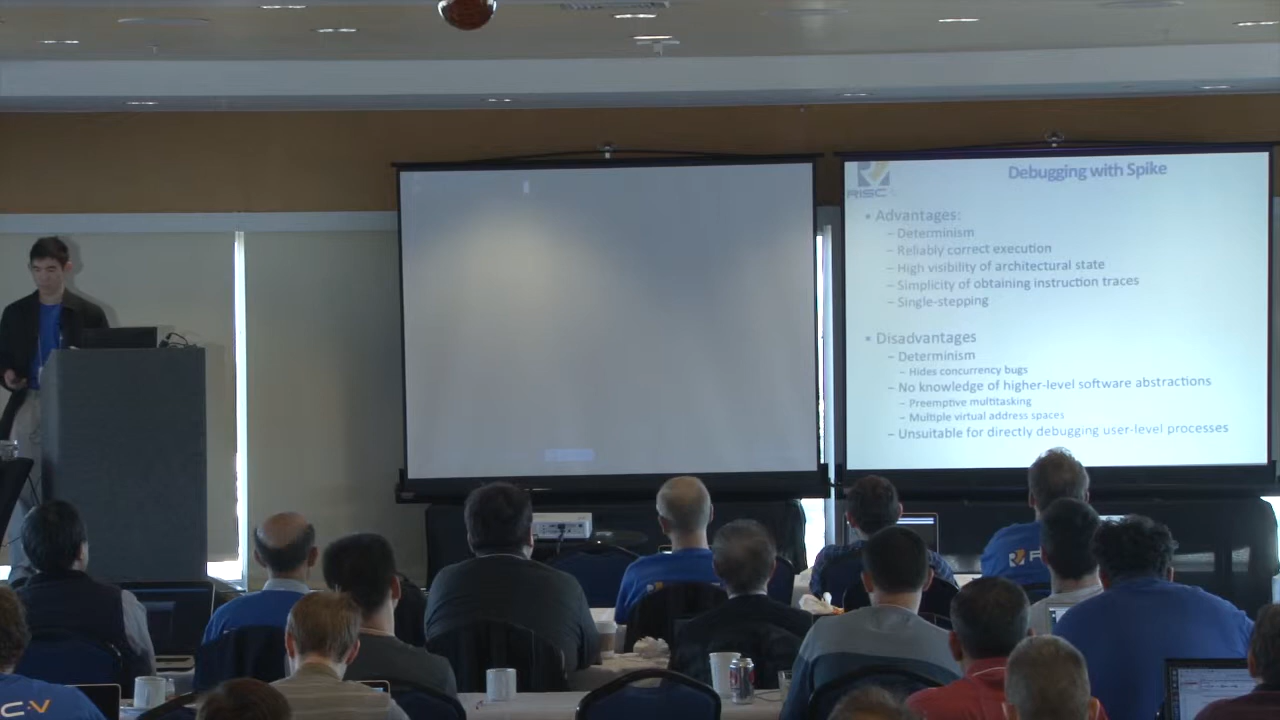 RISC
Debugging with Spike
▪ Advantages:
– Determinism
– Reliably correct execution
– High visibility of architectural state
– Simplicity of obtaining instruction traces
– Single-stepping
▪ Disadvantages
– Determinism
– Hides concurrency bugs
– No knowledge of higher-level software abstractions
– Preemptive multitasking
– Multiple virtual address spaces
– Unsuitable for directly debugging user-level processes
C-V